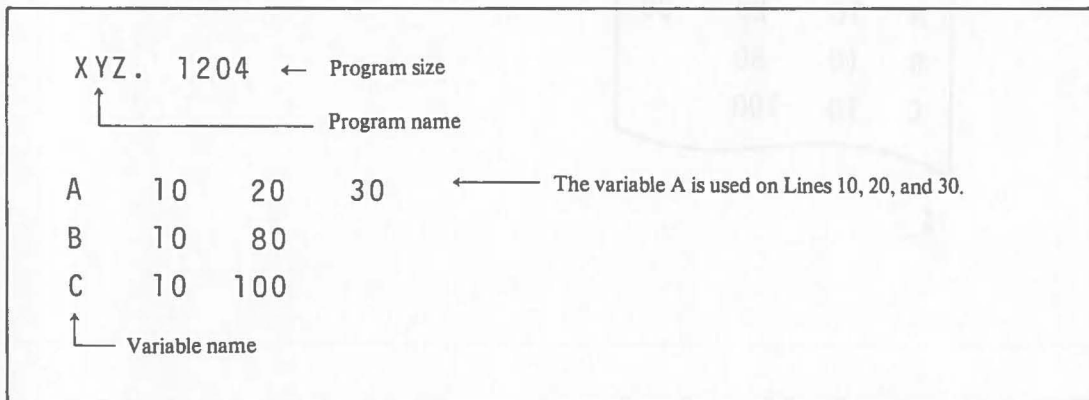 XYZ. 1204 ← Program size
Program name
A 10 20 30 ← The variable A is used on Lines 10, 20, and 30.
B 10 80
C 10 100
Variable name